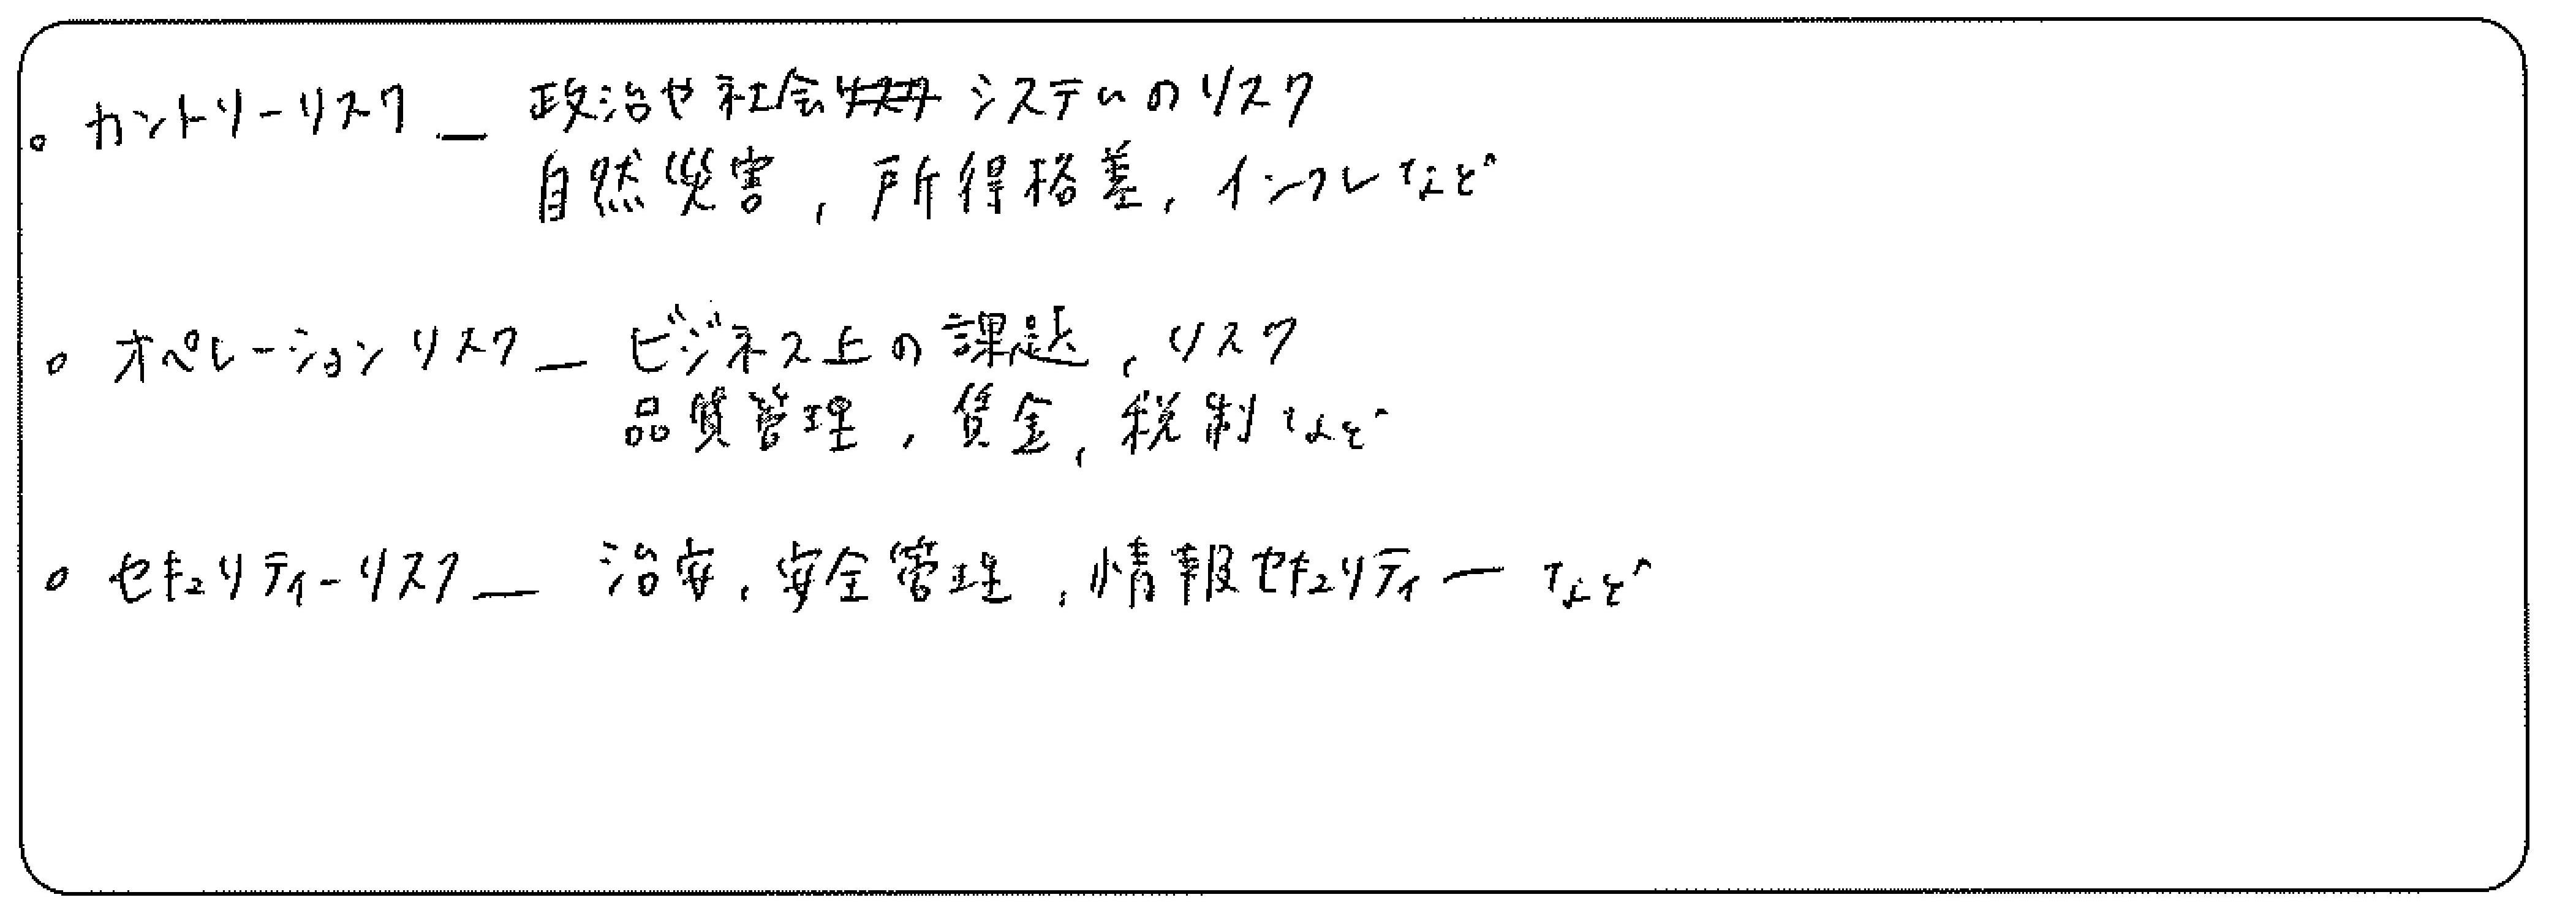 。カントリーリスク — 政治や社会システムのリスク
自然災害, 所得格差, インフレなど
。オペレーションリスク — ビジネス上の課題, リスク
品質管理, 賃金, 税制など
。セキュリティーリスク — 治安, 安全管理, 情報セキュリティーなど